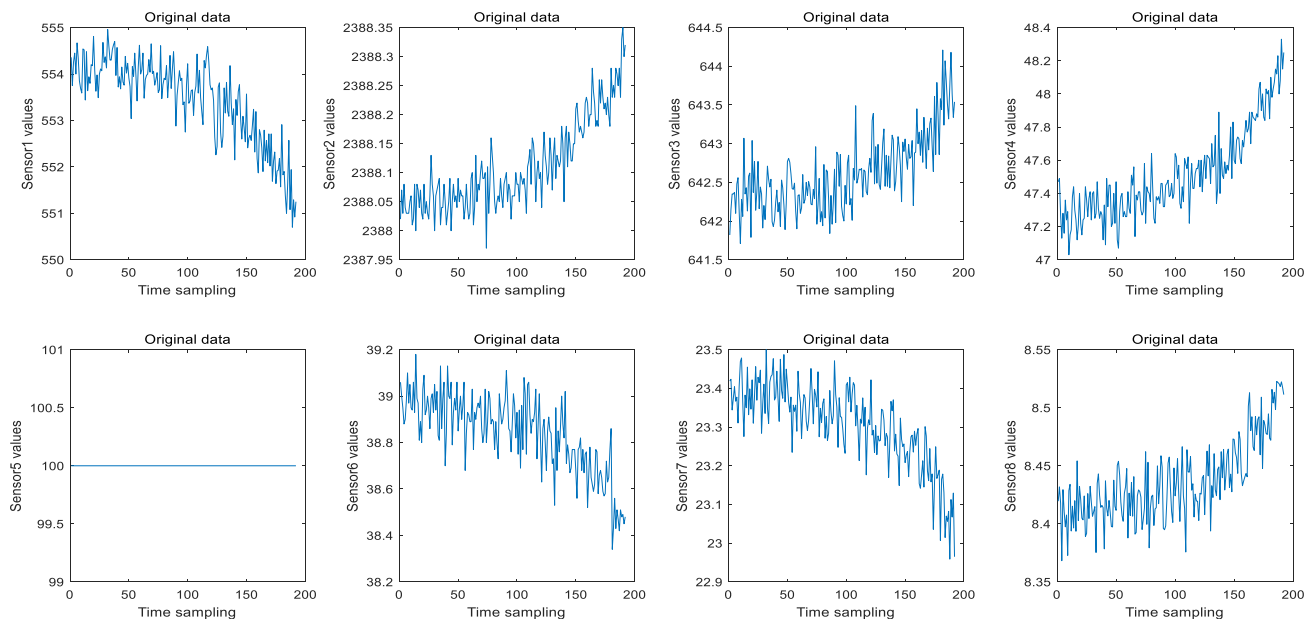 Original data
Sensor1 values
555
554
553
552
551
550
0 50 100 150 200
Time sampling
Original data
Sensor2 values
2388.35
2388.3
2388.25
2388.2
2388.15
2388.1
2388.05
2388
2387.95
0 50 100 150 200
Time sampling
Original data
Sensor3 values
644.5
644
643.5
643
642.5
642
641.5
0 50 100 150 200
Time sampling
Original data
Sensor4 values
48.4
48.2
48
47.8
47.6
47.4
47.2
47
0 50 100 150 200
Time sampling
Original data
Sensor5 values
101
100.5
100
99.5
99
0 50 100 150 200
Time sampling
Original data
Sensor6 values
39.2
39
38.8
38.6
38.4
38.2
0 50 100 150 200
Time sampling
Original data
Sensor7 values
23.5
23.4
23.3
23.2
23.1
23
22.9
0 50 100 150 200
Time sampling
Original data
Sensor8 values
8.55
8.5
8.45
8.4
8.35
0 50 100 150 200
Time sampling